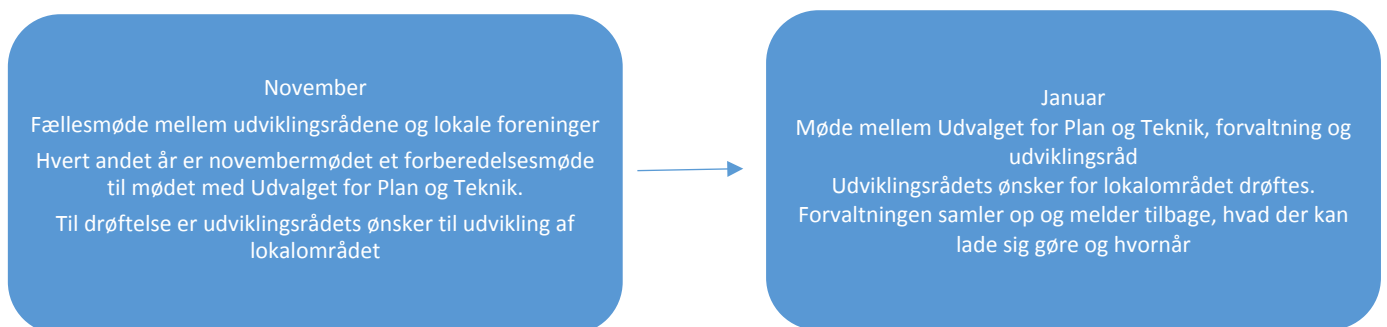 November
Fællesmøde mellem udviklingsrådene og lokale foreninger
Hvert andet år er novembermødet et forberedelsesmøde
til mødet med Udvalget for Plan og Teknik.
Til drøftelse er udviklingsrådets ønsker til udvikling af
lokalområdet
Januar
Møde mellem Udvalget for Plan og Teknik, forvaltning og
udviklingsråd
Udviklingsrådets ønsker for lokalområdet drøftes.
Forvaltningen samler op og melder tilbage, hvad der kan
lade sig gøre og hvornår